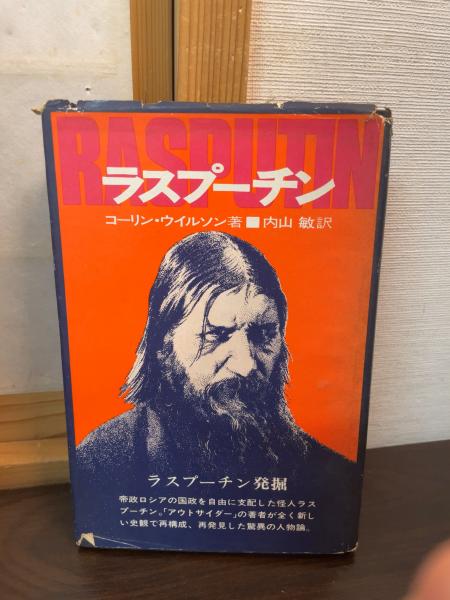 RASPUTIN
ラスプーチン
コーリン・ウイルソン著■内山 敏訳
ラスプーチン発掘
帝政ロシアの国政を自由に支配した怪人ラス
プーチン。「アウトサイダー」の著者が全く新し
い史観で再構成、再発見した驚異の人物論。